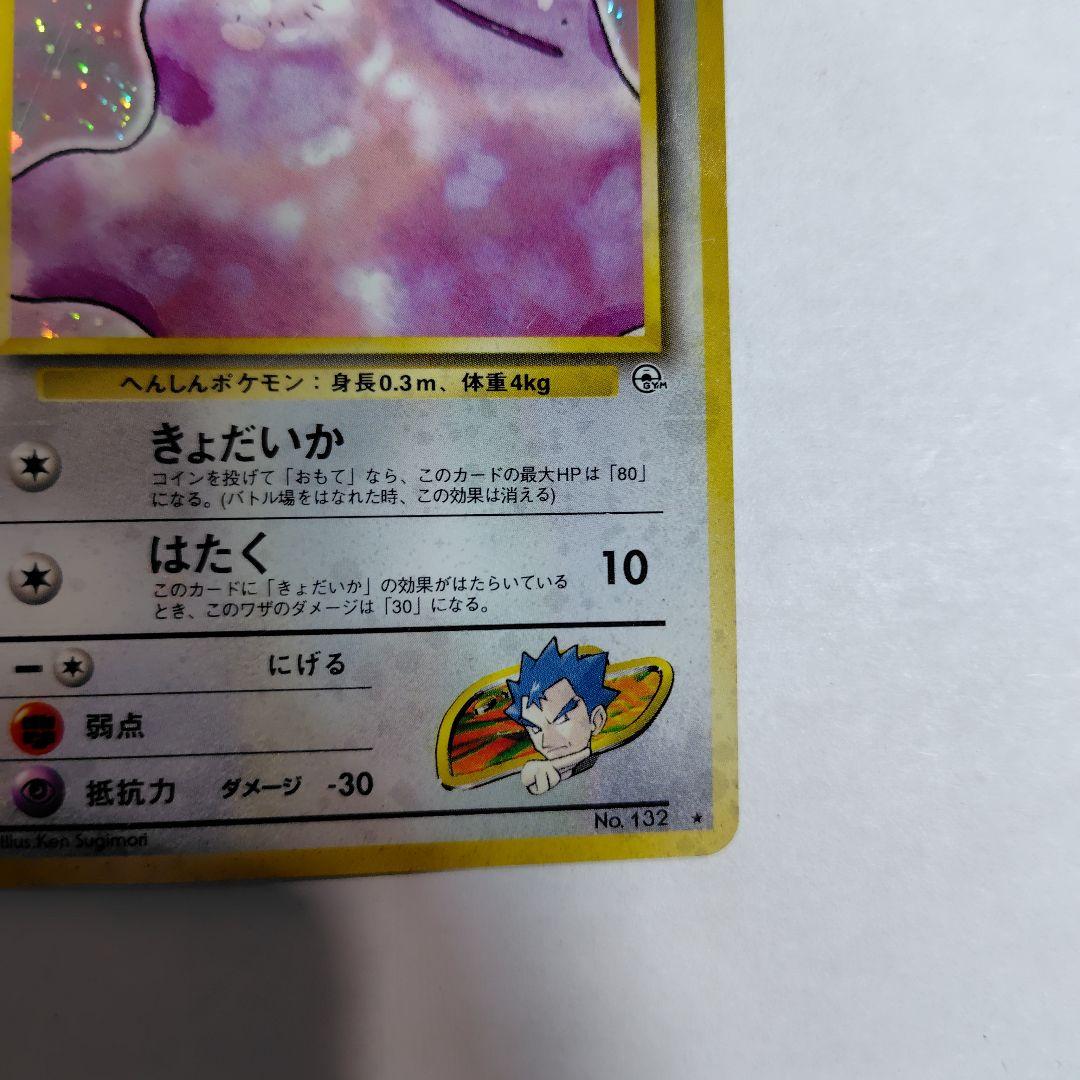 へんしんポケモン：身長0.3m、体重4kg
GYM
きょだいか
コインを投げて「おもて」なら、このカードの最大HPは「80」
になる。(バトル場をはなれた時、この効果は消える)
はたく 10
このカードに「きょだいか」の効果がはたらいている
とき、このワザのダメージは「30」になる。
にげる
弱点
抵抗力 ダメージ -30
No. 132 ★
Illus.Ken Sugimori